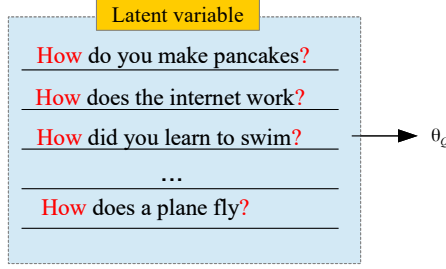 Latent variable
How do you make pancakes?
How does the internet work?
How did you learn to swim?
...
How does a plane fly?
θ